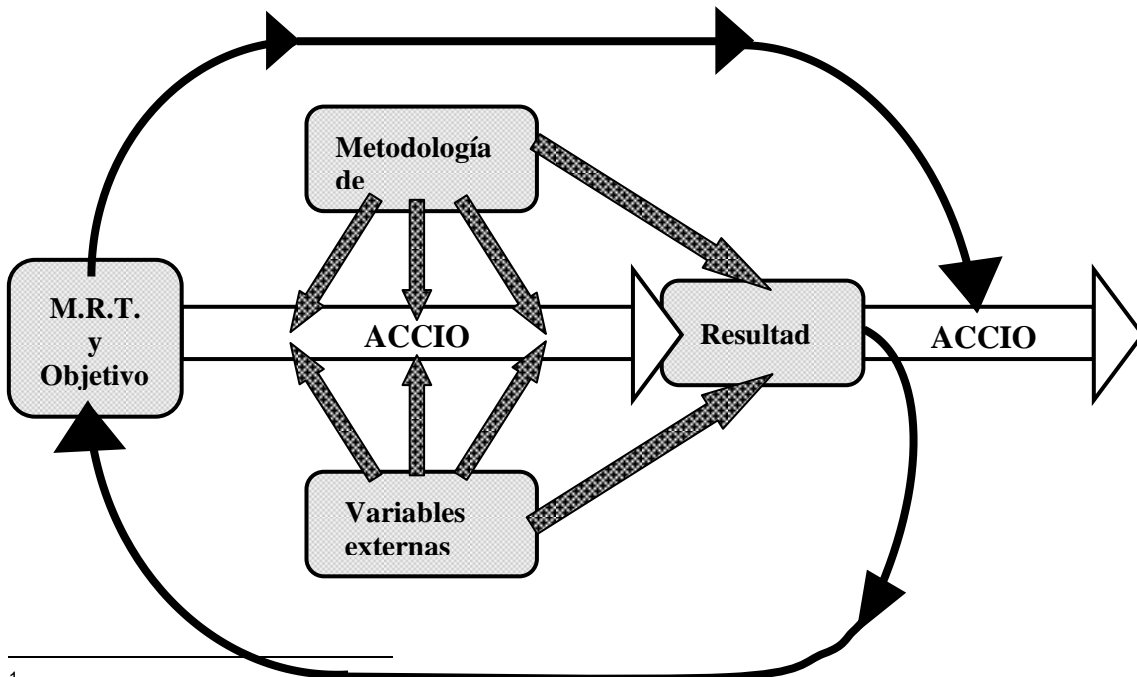 Metodología
de
M.R.T.
y
Objetivo
ACCIO
Resultad
ACCIO
Variables
externas
1